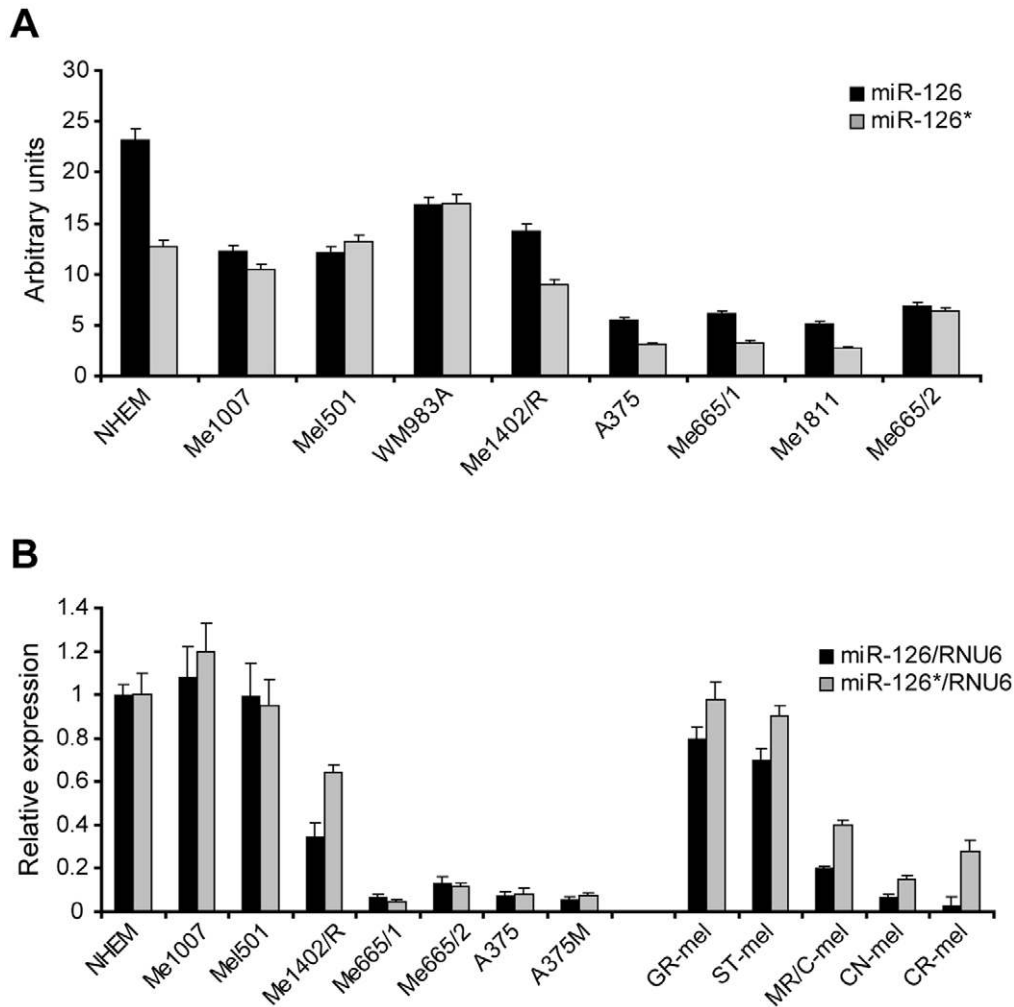 A
30
25
20
15
10
5
0
Arbitrary units
miR-126
miR-126*
NHEM
Me1007
Mel501
WM983A
Me1402/R
A375
Me665/1
Me1811
Me665/2
B
1.4
1.2
1
0.8
0.6
0.4
0.2
0
Relative expression
miR-126/RNU6
miR-126*/RNU6
NHEM
Me1007
Mel501
Me1402/R
Me665/1
Me665/2
A375
A375M
GR-mel
ST-mel
MR/C-mel
CN-mel
CR-mel